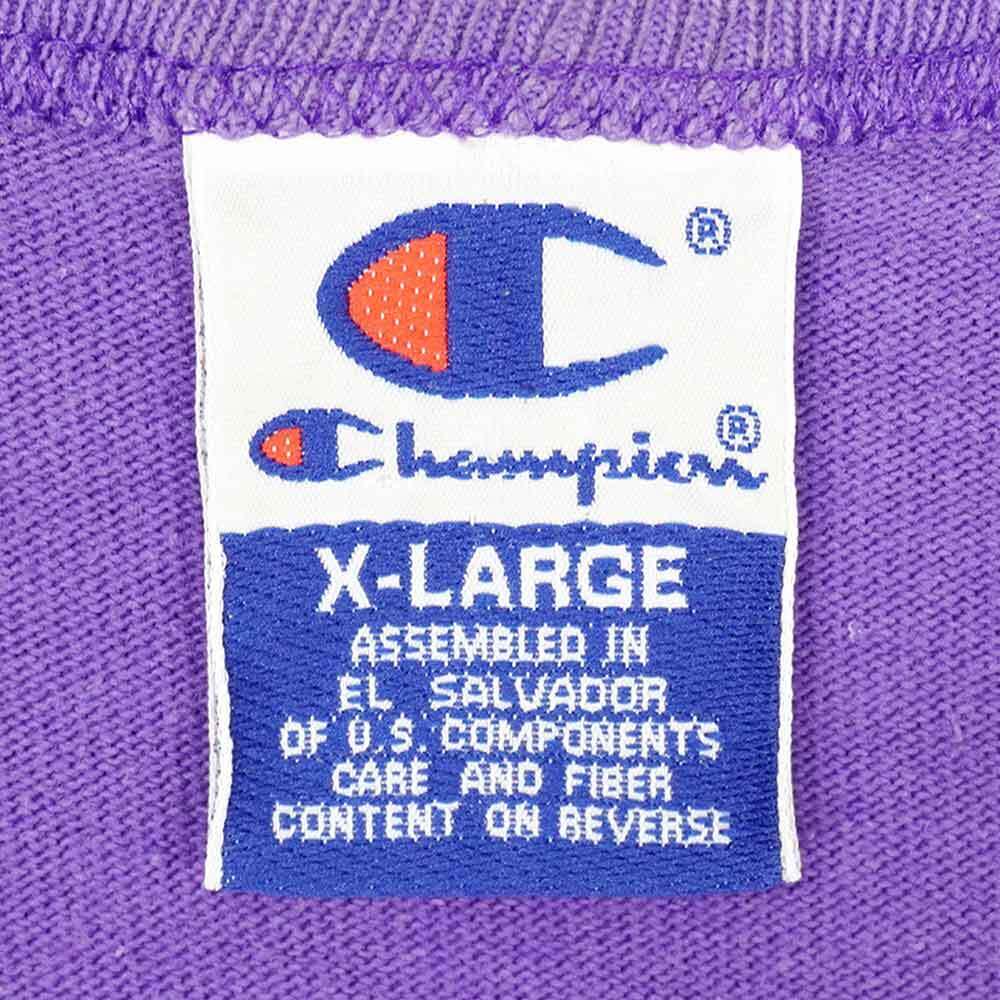 ®
Champion®
X-LARGE
ASSEMBLED IN
EL SALVADOR
OF U.S. COMPONENTS
CARE AND FIBER
CONTENT ON REVERSE